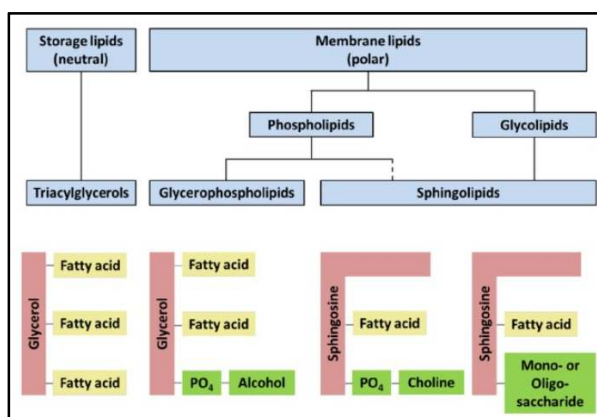 Storage lipids
(neutral)
Membrane lipids
(polar)
Phospholipids
Glycolipids
Triacylglycerols
Glycerophospholipids
Sphingolipids
Glycerol
Fatty acid
Fatty acid
Fatty acid
Glycerol
Fatty acid
Fatty acid
PO4
Alcohol
Sphingosine
Fatty acid
PO4
Choline
Sphingosine
Fatty acid
Mono- or
Oligo-
saccharide